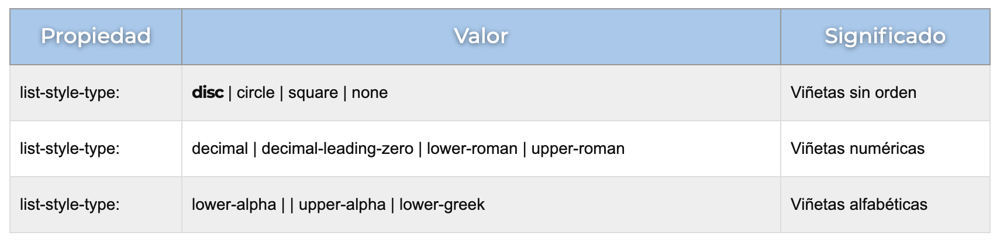 Propiedad Valor Significado
list-style-type: disc | circle | square | none Viñetas sin orden
list-style-type: decimal | decimal-leading-zero | lower-roman | upper-roman Viñetas numéricas
list-style-type: lower-alpha | | upper-alpha | lower-greek Viñetas alfabéticas